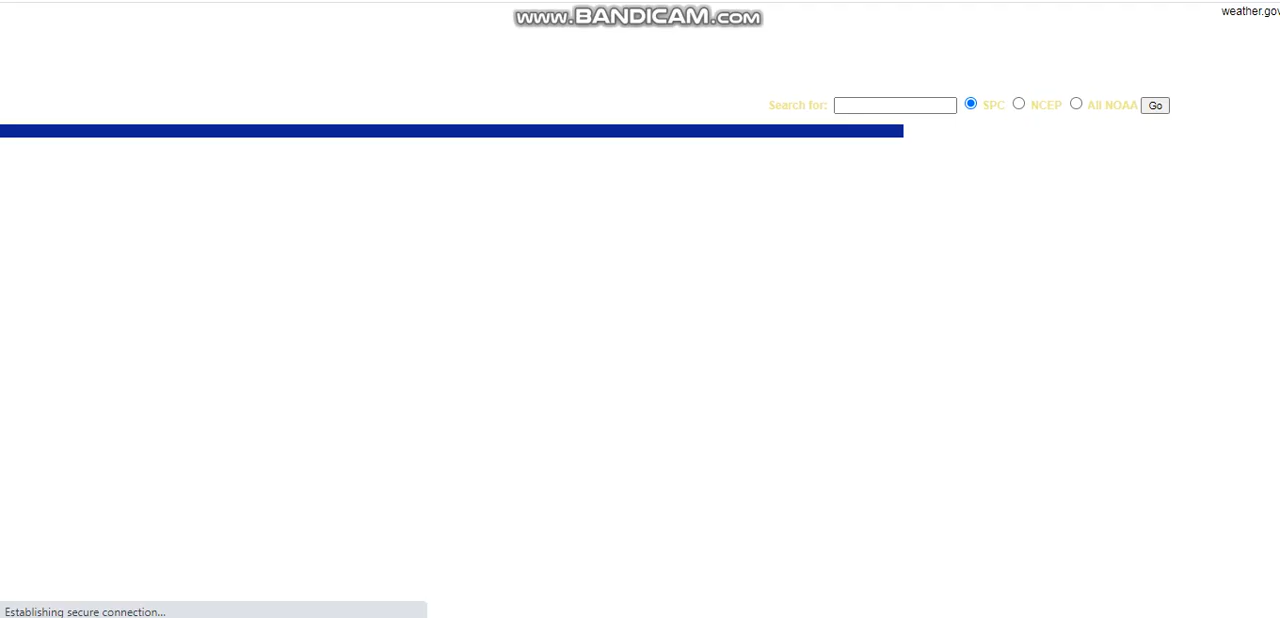 www.BANDICAM.COM
weather.gov
Search for: SPC NCEP All NOAA Go
Establishing secure connection...